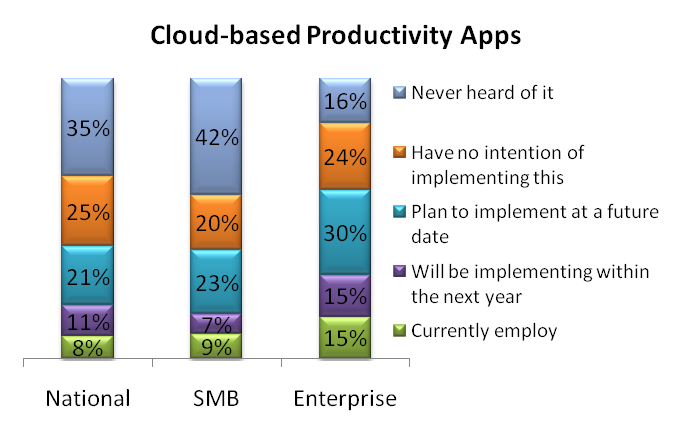 Cloud-based Productivity Apps
35%
42%
16%
25%
20%
24%
21%
23%
30%
11%
7%
15%
8%
9%
15%
National
SMB
Enterprise
Never heard of it
Have no intention of
implementing this
Plan to implement at a future
date
Will be implementing within
the next year
Currently employ